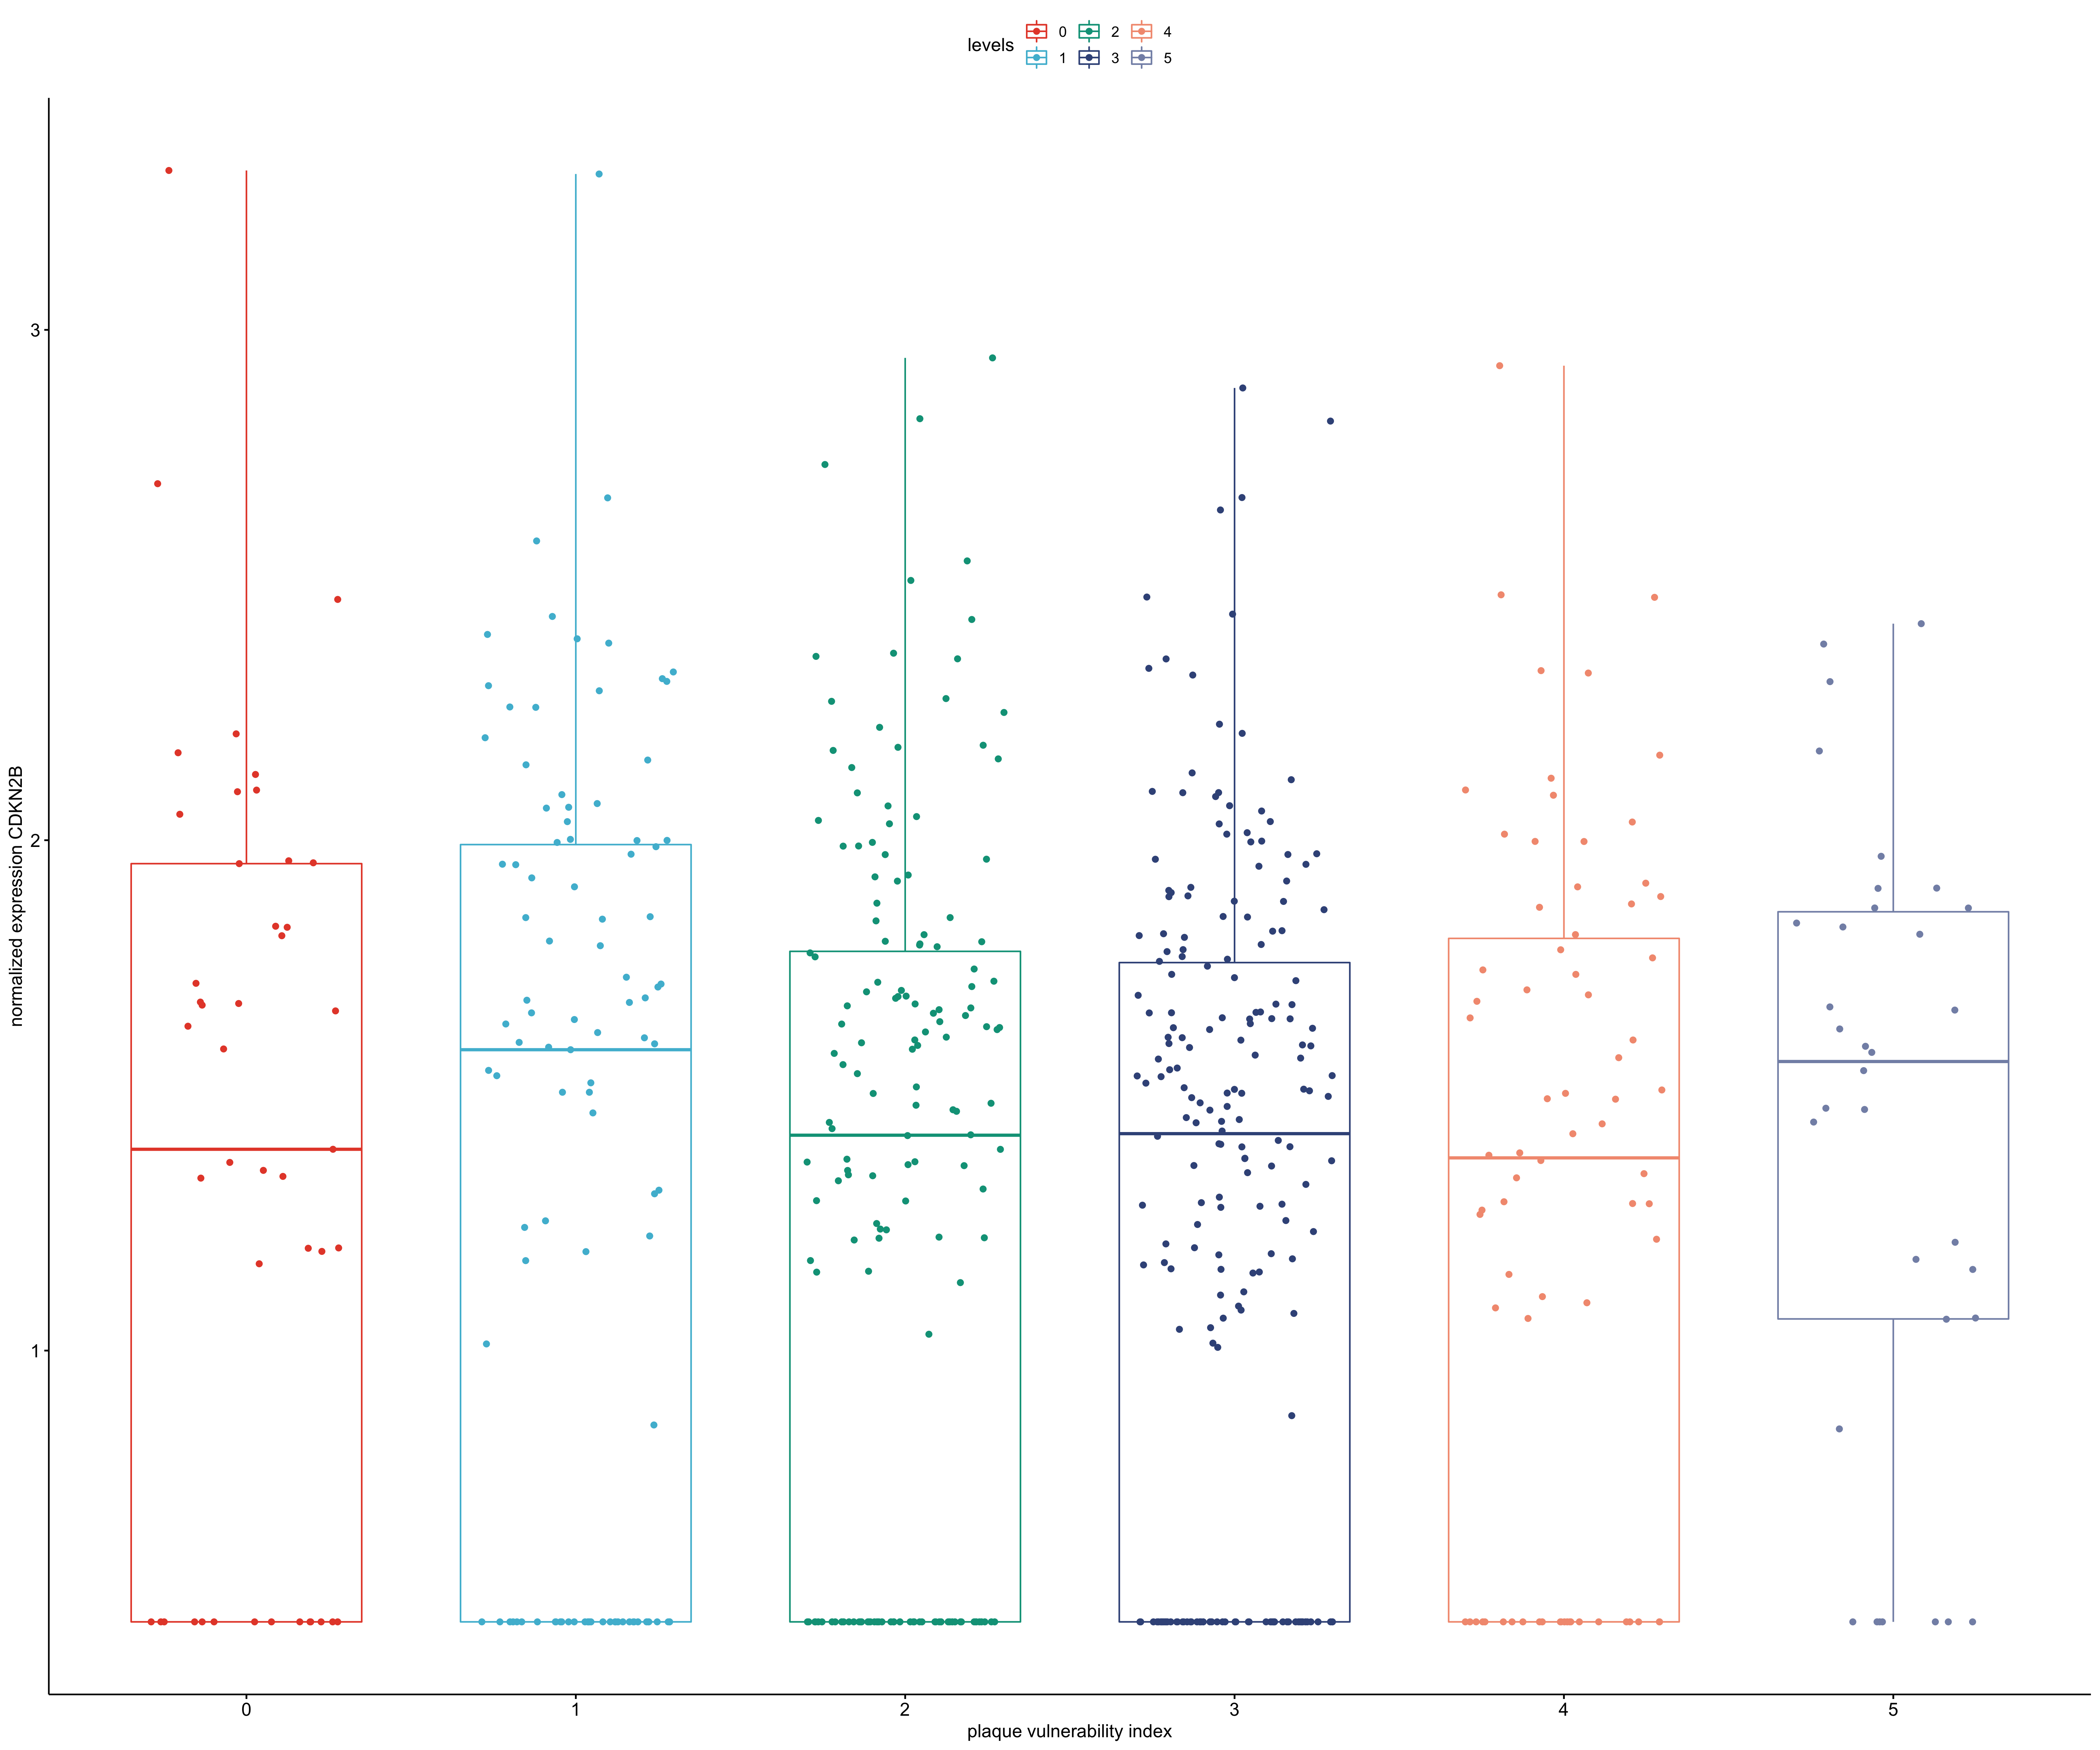 levels
0 2 4
1 3 5
normalized expression CDKN2B
3
2
1
0 1 2 3 4 5
plaque vulnerability index